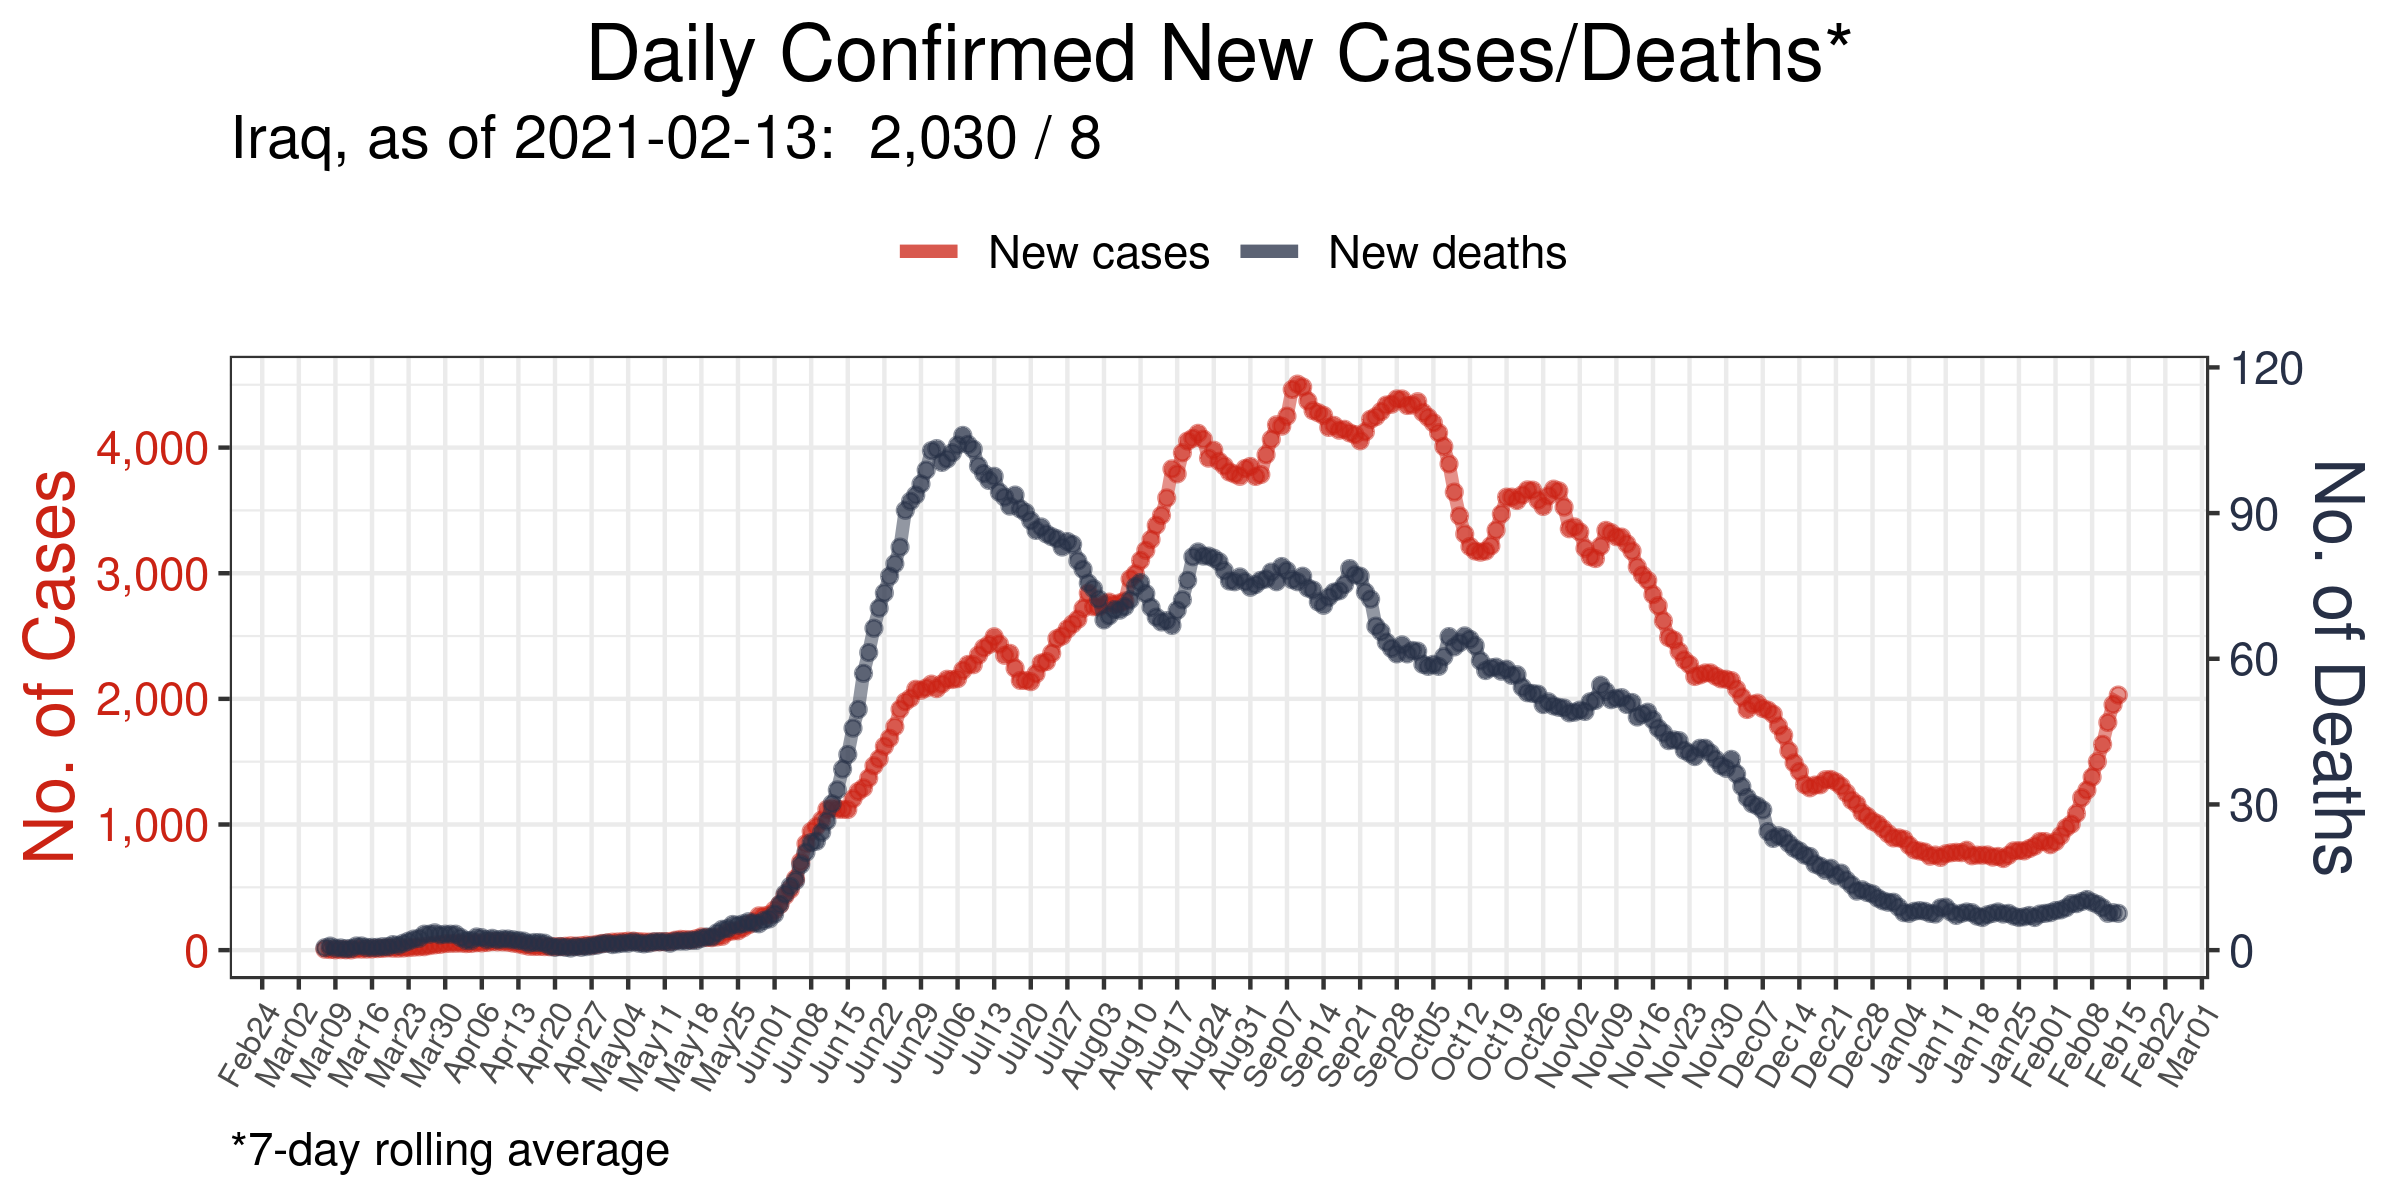 Daily Confirmed New Cases/Deaths*
Iraq, as of 2021-02-13:  2,030 / 8
New cases New deaths
No. of Cases
4,000
3,000
2,000
1,000
0
120
90
60
30
0
No. of Deaths
Feb24 Mar02 Mar09 Mar16 Mar23 Mar30 Apr06 Apr13 Apr20 Apr27 May04 May11 May18 May25 Jun01 Jun08 Jun15 Jun22 Jun29 Jul06 Jul13 Jul20 Jul27 Aug03 Aug10 Aug17 Aug24 Aug31 Sep07 Sep14 Sep21 Sep28 Oct05 Oct12 Oct19 Oct26 Nov02 Nov09 Nov16 Nov23 Nov30 Dec07 Dec14 Dec21 Dec28 Jan04 Jan11 Jan18 Jan25 Feb01 Feb08 Feb15 Feb22 Mar01
*7-day rolling average